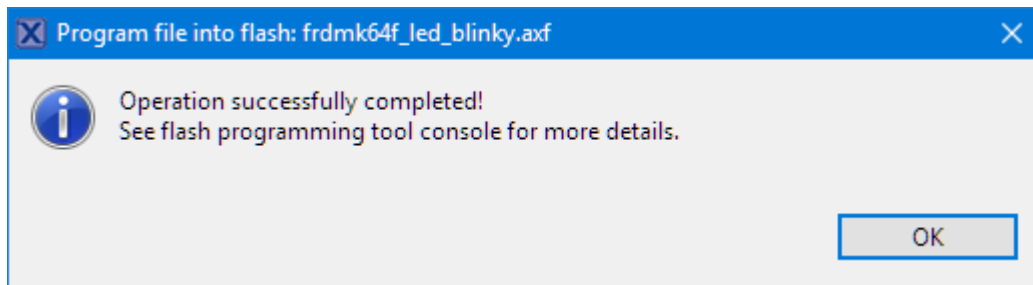 Program file into flash: frdmk64f_led_blinky.axf
Operation successfully completed!
See flash programming tool console for more details.
OK